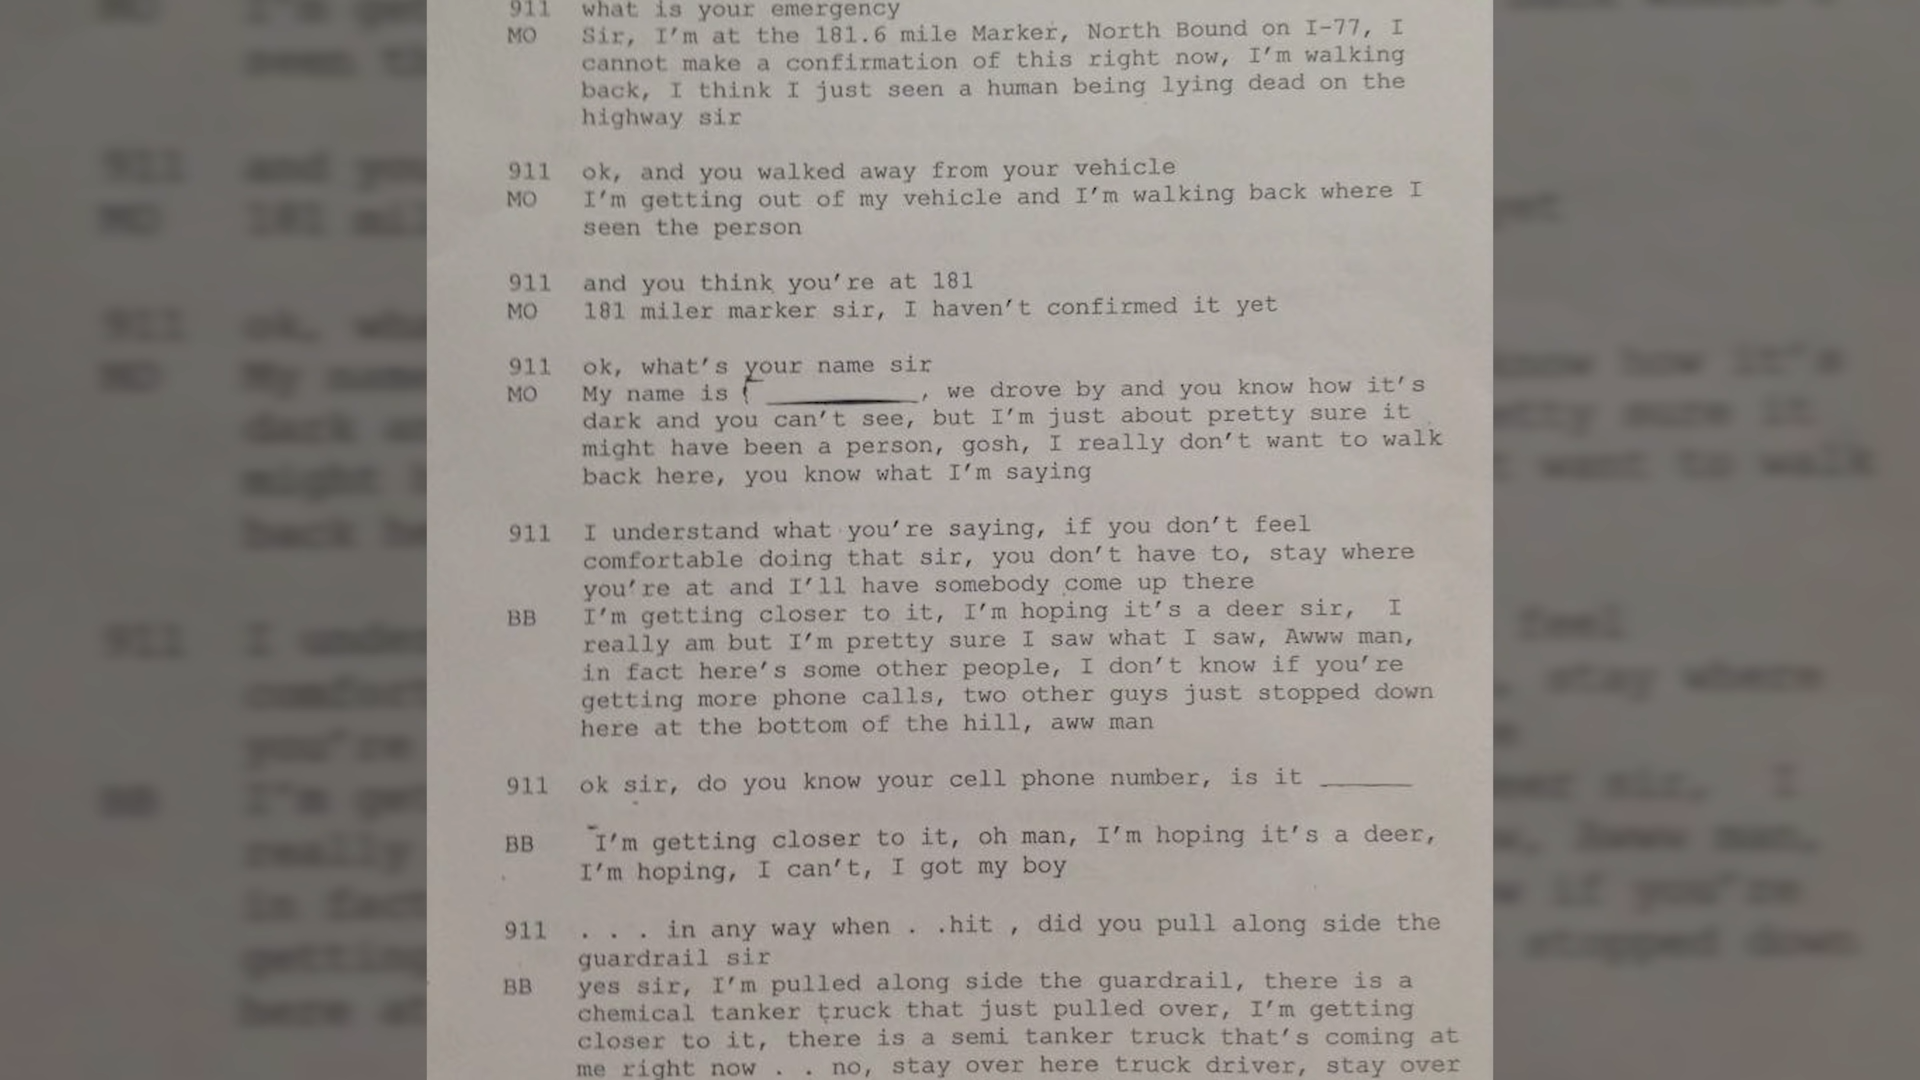 911 what is your emergency
MO Sir, I'm at the 181.6 mile Marker, North Bound on I-77, I
cannot make a confirmation of this right now, I'm walking
back, I think I just seen a human being lying dead on the
highway sir
911 ok, and you walked away from your vehicle
MO I'm getting out of my vehicle and I'm walking back where I
seen the person
911 and you think you're at 181
MO 181 miler marker sir, I haven't confirmed it yet
911 ok, what's your name sir
MO My name is ( __________, we drove by and you know how it's
dark and you can't see, but I'm just about pretty sure it
might have been a person, gosh, I really don't want to walk
back here, you know what I'm saying
911 I understand what you're saying, if you don't feel
comfortable doing that sir, you don't have to, stay where
you're at and I'll have somebody come up there
BB I'm getting closer to it, I'm hoping it's a deer sir, I
really am but I'm pretty sure I saw what I saw, Awww man,
in fact here's some other people, I don't know if you're
getting more phone calls, two other guys just stopped down
here at the bottom of the hill, aww man
911 ok sir, do you know your cell phone number, is it ______
BB I'm getting closer to it, oh man, I'm hoping it's a deer,
I'm hoping, I can't, I got my boy
911 . . . in any way when . .hit , did you pull along side the
guardrail sir
BB yes sir, I'm pulled along side the guardrail, there is a
chemical tanker truck that just pulled over, I'm getting
closer to it, there is a semi tanker truck that's coming at
me right now . . no, stay over here truck driver, stay over